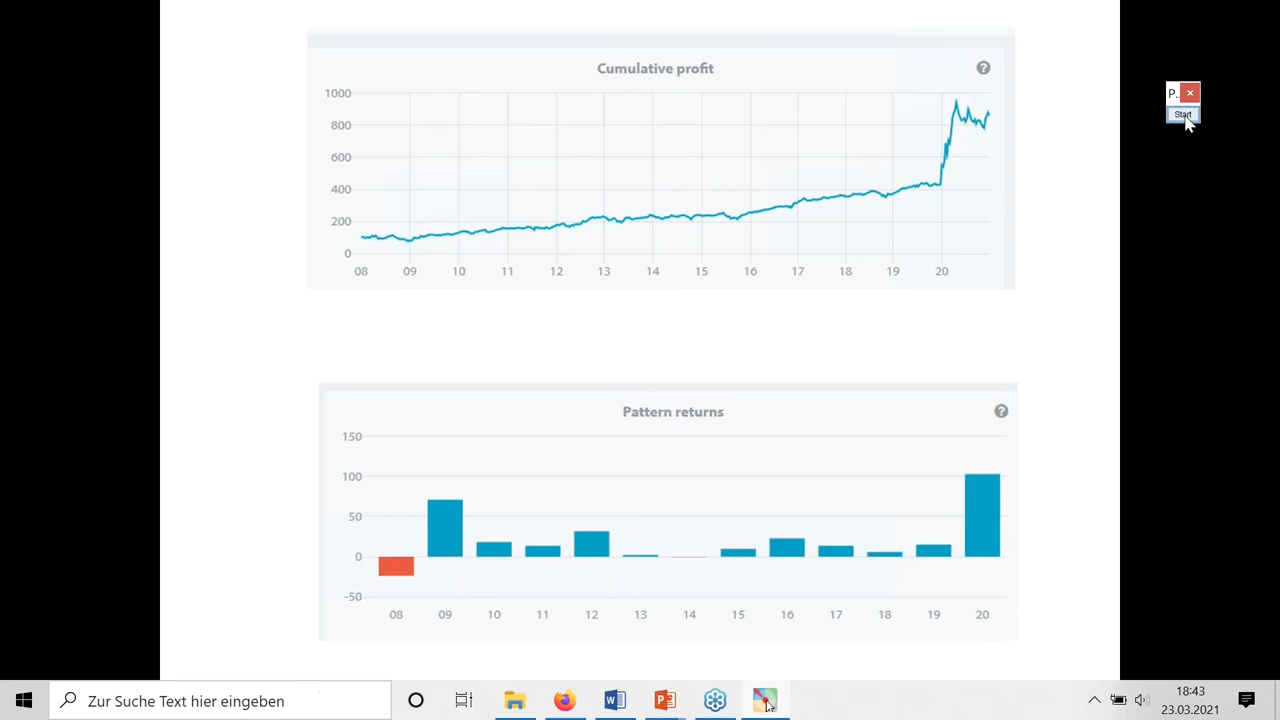 Cumulative profit
?
P.
×
Start
1000
800
600
400
200
0
08 09 10 11 12 13 14 15 16 17 18 19 20
Pattern returns
?
150
100
50
0
-50
08 09 10 11 12 13 14 15 16 17 18 19 20
Zur Suche Text hier eingeben
18:43
23.03.2021